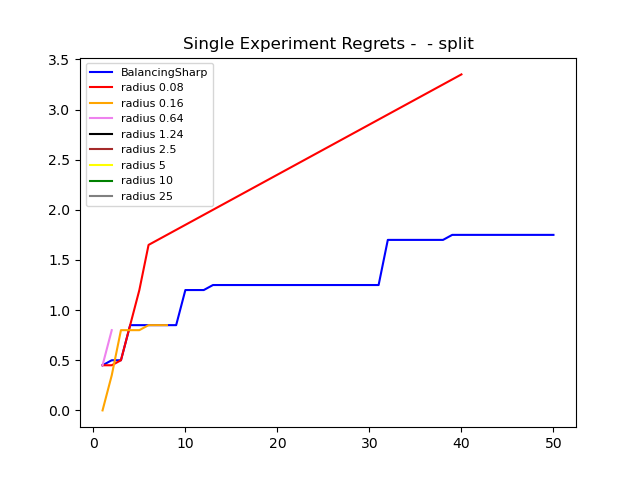 Single Experiment Regrets -  - split
3.5
3.0
2.5
2.0
1.5
1.0
0.5
0.0
BalancingSharp
radius 0.08
radius 0.16
radius 0.64
radius 1.24
radius 2.5
radius 5
radius 10
radius 25
0 10 20 30 40 50